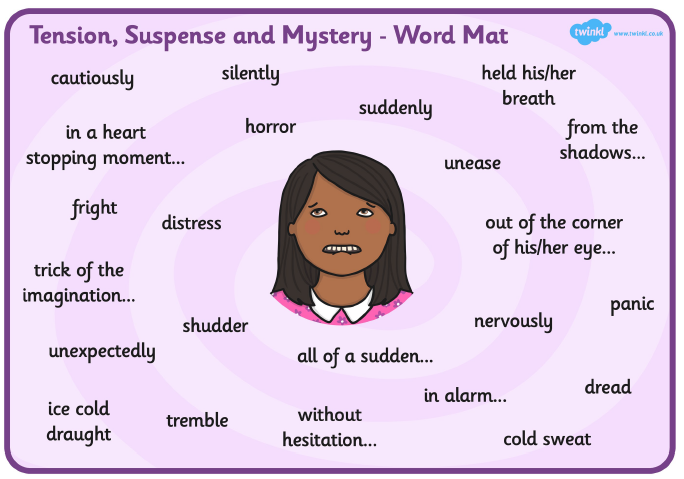 Tension, Suspense and Mystery - Word Mat
twinkl
www.twinkl.co.uk
cautiously
silently
held his/her
breath
suddenly
horror
in a heart
stopping moment...
from the
shadows...
unease
fright
distress
out of the corner
of his/her eye...
trick of the
imagination...
panic
shudder
nervously
unexpectedly
all of a sudden...
in alarm...
dread
ice cold
draught
tremble
without
hesitation...
cold sweat